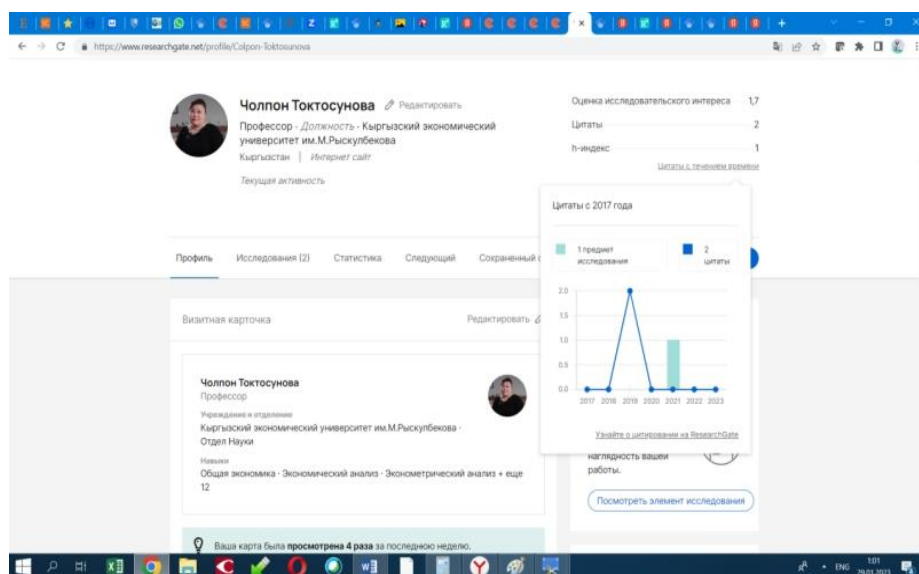 https://www.researchgate.net/profile/Colpon-Toktosunova
Чолпон Токтосунова Редактировать
Профессор - Должность - Кыргызский экономический
университет им.М.Рыскулбекова
Кыргызстан | Интернет сайт
Текущая активность
Оценка исследовательского интереса 1,7
Цитаты 2
h-индекс 1
Цитаты с течением времени
Цитаты с 2017 года
1 предмет
исследования
2
цитаты
2.0
1.5
1.0
0.5
0.0
2017 2018 2019 2020 2021 2022 2023
Узнайте о цитировании на ResearchGate
Профиль Исследования (2) Статистика Следующий Сохраненный
Визитная карточка Редактировать
Чолпон Токтосунова
Профессор
Учреждение и отделение
Кыргызский экономический университет им.М.Рыскулбекова ·
Отдел Науки
Навыки
Общая экономика · Экономический анализ · Эконометрический анализ + еще
12
Ваша карта была просмотрена 4 раза за последнюю неделю.
наглядность вашей
работы.
Посмотреть элемент исследования
ENG
1:01
29.01.2023